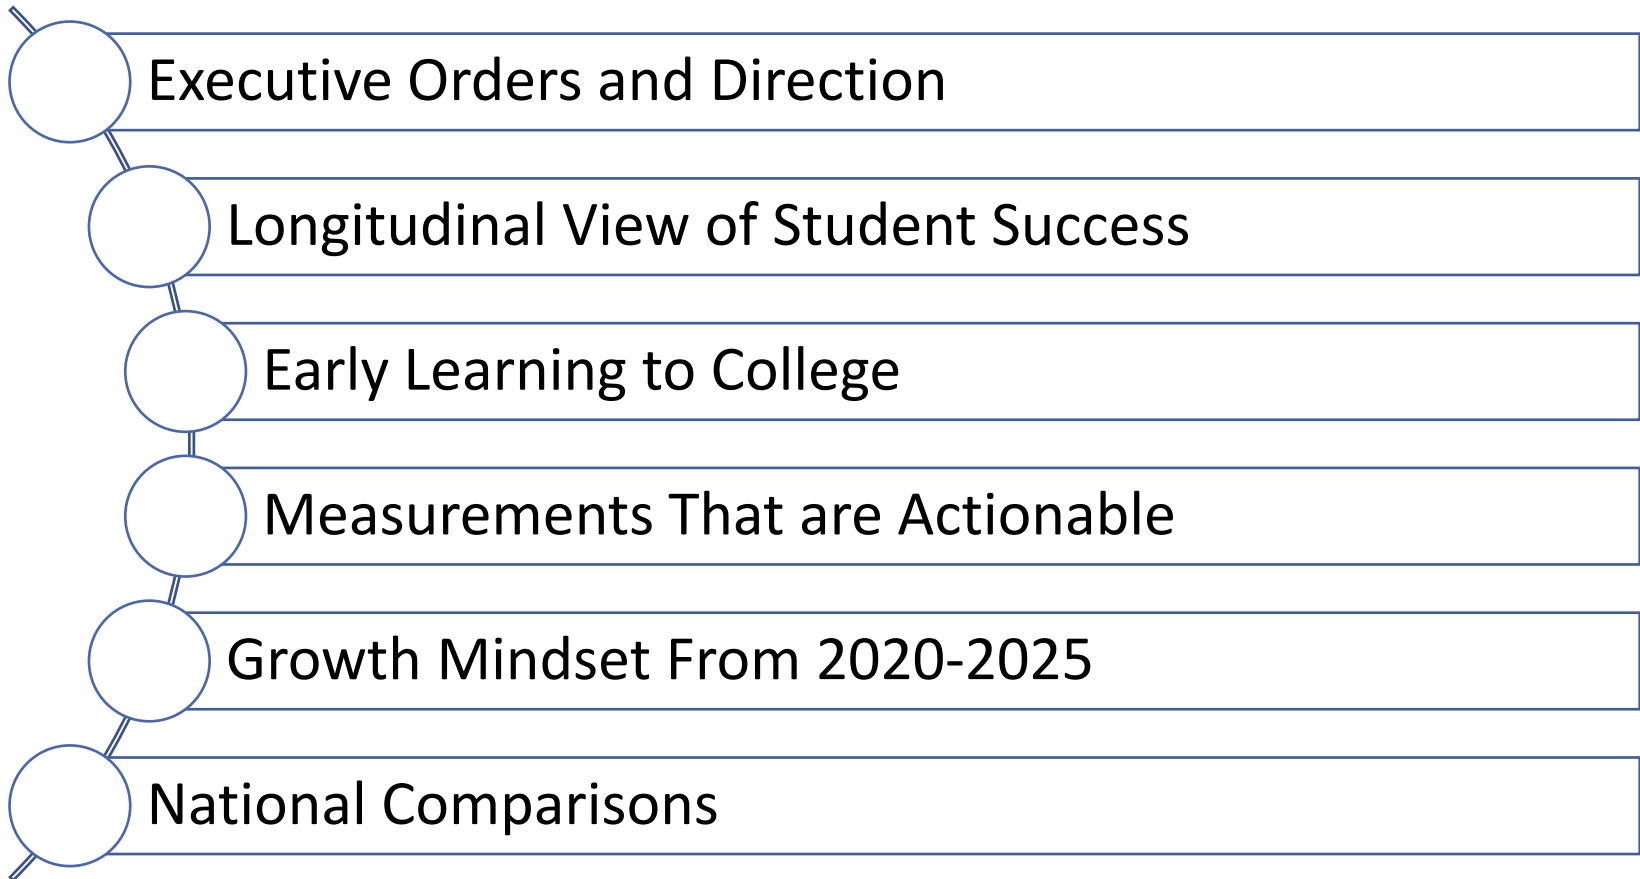 Executive Orders and Direction
Longitudinal View of Student Success
Early Learning to College
Measurements That are Actionable
Growth Mindset From 2020-2025
National Comparisons